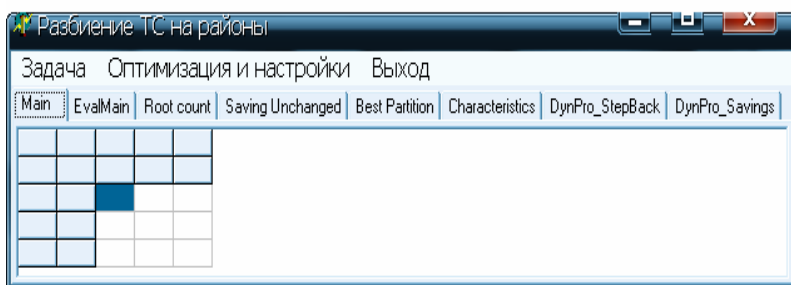 Разбиение ТС на районы
Задача Оптимизация и настройки Выход
Main EvalMain Root count Saving Unchanged Best Partition Characteristics DynPro_StepBack DynPro_Savings